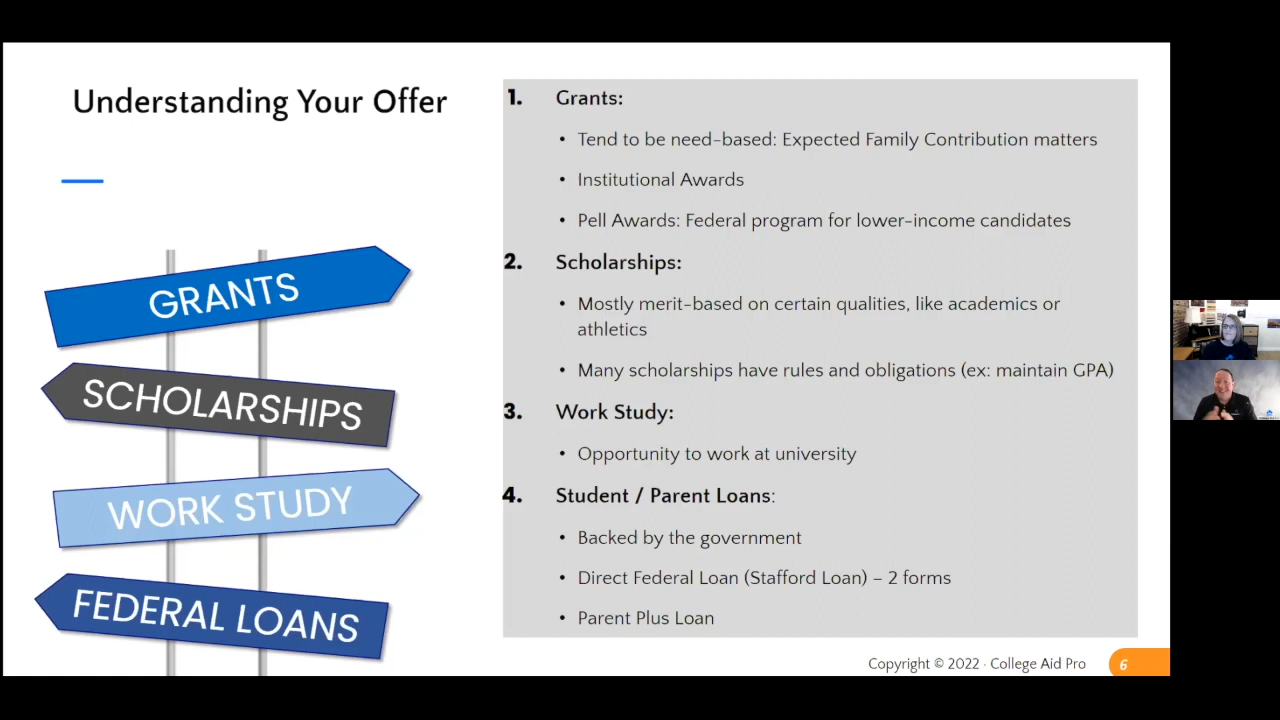 Understanding Your Offer
GRANTS
SCHOLARSHIPS
WORK STUDY
FEDERAL LOANS
1. Grants:
• Tend to be need-based: Expected Family Contribution matters
• Institutional Awards
• Pell Awards: Federal program for lower-income candidates
2. Scholarships:
• Mostly merit-based on certain qualities, like academics or
athletics
• Many scholarships have rules and obligations (ex: maintain GPA)
3. Work Study:
• Opportunity to work at university
4. Student / Parent Loans:
• Backed by the government
• Direct Federal Loan (Stafford Loan) – 2 forms
• Parent Plus Loan
Copyright © 2022 · College Aid Pro
6